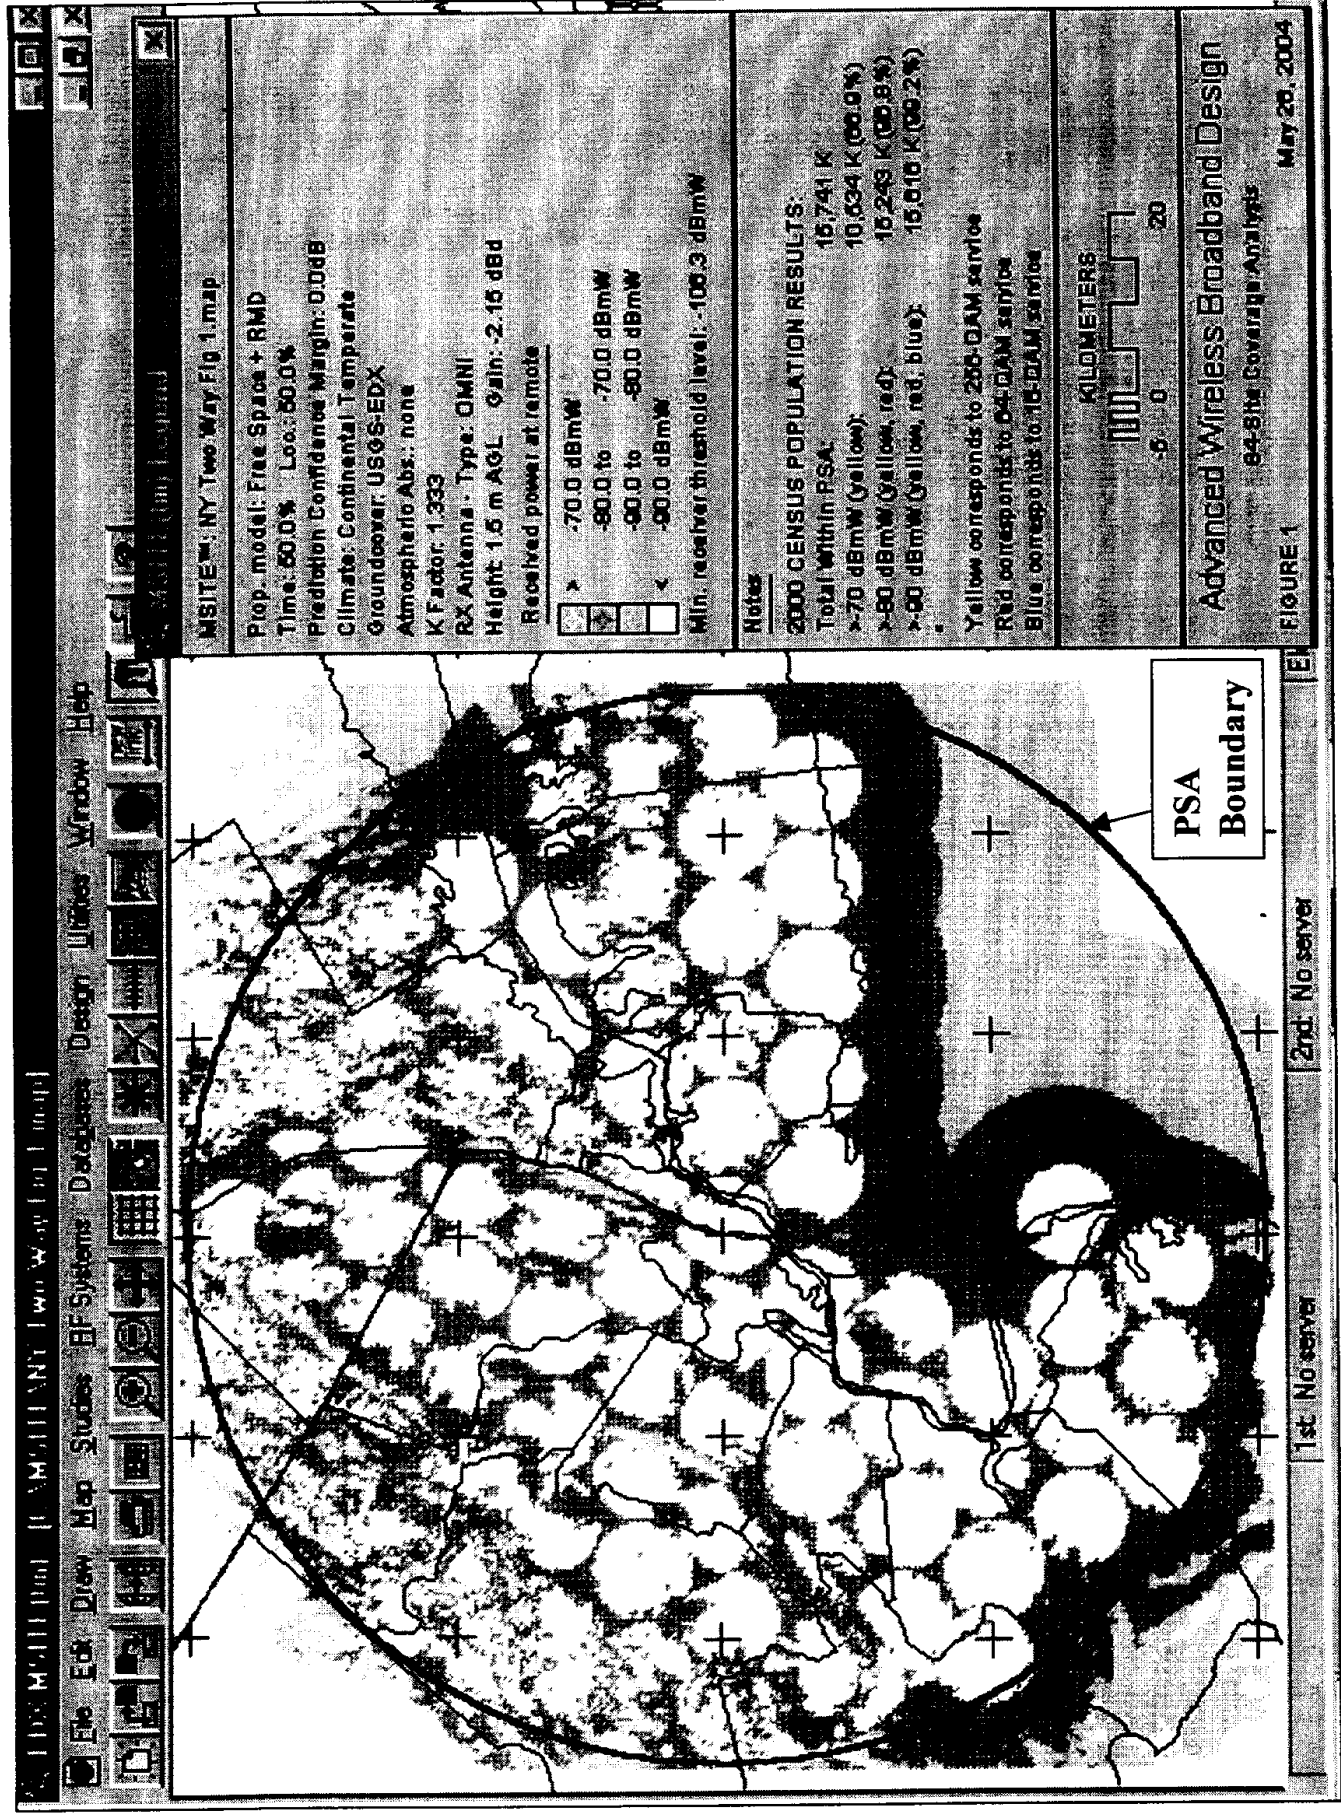 File Edit View Map Studies RF Systems Databases Design Utilities Window Help
MSITE™: NY Two Way Fig 1.map
Prop. model: Free Space + RMD
Time: 50.0% Loc.: 50.0%
Prediction Confidence Margin: 0.0dB
Climate: Continental Temperate
Groundcover: USGS-EDX
Atmospheric Abs.: none
K Factor: 1.333
RX Antenna - Type: OMNI
Height: 1.5 m AGL Gain: -2.15 dBd
Received power at remote
> -70.0 dBmW
-80.0 to -70.0 dBmW
-90.0 to -80.0 dBmW
< -90.0 dBmW
Min. receiver threshold level: dBmW
Notes
2000 CENSUS POPULATION RESULTS:
Total Within PSA: 15,741 K
>-70 dBmW (yellow):
>-80 dBmW (yellow, red):
>-90 dBmW (yellow, red, blue):
Yellow corresponds to 256-QAM service
Red corresponds to 64-QAM service
Blue corresponds to 16-QAM service
KILOMETERS
-5 0 20
Advanced Wireless Broadband Design
84-Site Coverage Analysis
FIGURE 1 May 2004
PSA
Boundary
1st: No server 2nd: No server